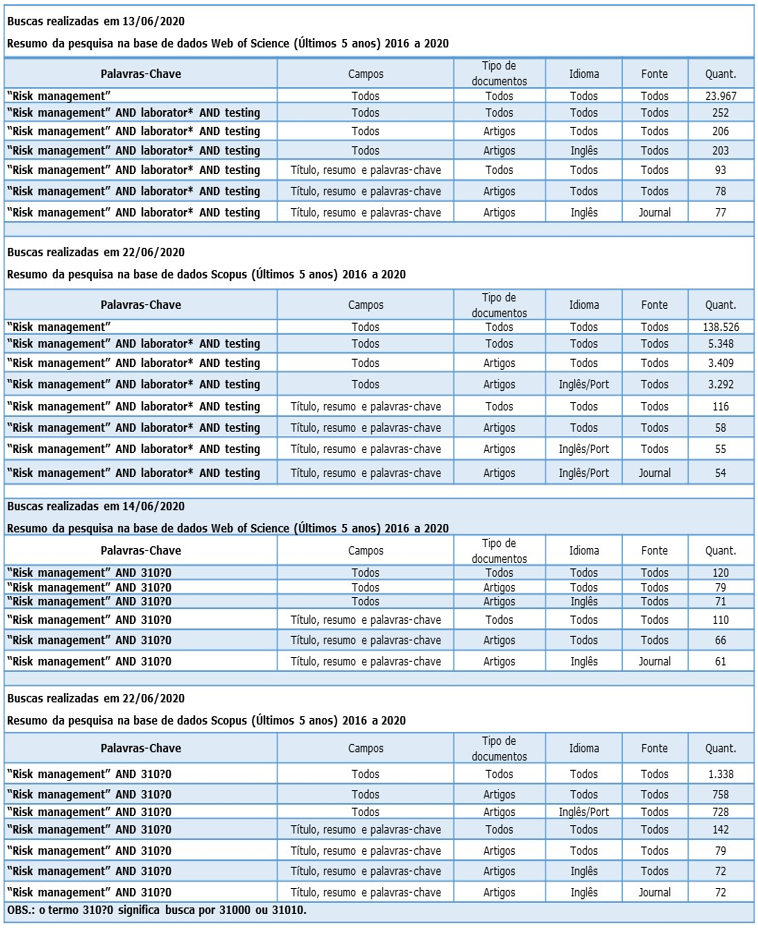 Buscas realizadas em 13/06/2020
Resumo da pesquisa na base de dados Web of Science (Últimos 5 anos) 2016 a 2020
Palavras-Chave Campos Tipo de documentos Idioma Fonte Quant.
“Risk management” Todos Todos Todos Todos 23.967
“Risk management” AND laborator* AND testing Todos Todos Todos Todos 252
“Risk management” AND laborator* AND testing Todos Artigos Todos Todos 206
“Risk management” AND laborator* AND testing Todos Artigos Inglês Todos 203
“Risk management” AND laborator* AND testing Título, resumo e palavras-chave Todos Todos Todos 93
“Risk management” AND laborator* AND testing Título, resumo e palavras-chave Artigos Todos Todos 78
“Risk management” AND laborator* AND testing Título, resumo e palavras-chave Artigos Inglês Journal 77
Buscas realizadas em 22/06/2020
Resumo da pesquisa na base de dados Scopus (Últimos 5 anos) 2016 a 2020
Palavras-Chave Campos Tipo de documentos Idioma Fonte Quant.
“Risk management” Todos Todos Todos Todos 138.526
“Risk management” AND laborator* AND testing Todos Todos Todos Todos 5.348
“Risk management” AND laborator* AND testing Todos Artigos Todos Todos 3.409
“Risk management” AND laborator* AND testing Todos Artigos Inglês/Port Todos 3.292
“Risk management” AND laborator* AND testing Título, resumo e palavras-chave Todos Todos Todos 116
“Risk management” AND laborator* AND testing Título, resumo e palavras-chave Artigos Todos Todos 58
“Risk management” AND laborator* AND testing Título, resumo e palavras-chave Artigos Inglês/Port Todos 55
“Risk management” AND laborator* AND testing Título, resumo e palavras-chave Artigos Inglês/Port Journal 54
Buscas realizadas em 14/06/2020
Resumo da pesquisa na base de dados Web of Science (Últimos 5 anos) 2016 a 2020
Palavras-Chave Campos Tipo de documentos Idioma Fonte Quant.
“Risk management” AND 310?0 Todos Todos Todos Todos 120
“Risk management” AND 310?0 Todos Artigos Todos Todos 79
“Risk management” AND 310?0 Todos Artigos Inglês Todos 71
“Risk management” AND 310?0 Título, resumo e palavras-chave Todos Todos Todos 110
“Risk management” AND 310?0 Título, resumo e palavras-chave Artigos Todos Todos 66
“Risk management” AND 310?0 Título, resumo e palavras-chave Artigos Inglês Journal 61
Buscas realizadas em 22/06/2020
Resumo da pesquisa na base de dados Scopus (Últimos 5 anos) 2016 a 2020
Palavras-Chave Campos Tipo de documentos Idioma Fonte Quant.
“Risk management” AND 310?0 Todos Todos Todos Todos 1.338
“Risk management” AND 310?0 Todos Artigos Todos Todos 758
“Risk management” AND 310?0 Todos Artigos Inglês/Port Todos 728
“Risk management” AND 310?0 Título, resumo e palavras-chave Todos Todos Todos 142
“Risk management” AND 310?0 Título, resumo e palavras-chave Artigos Todos Todos 79
“Risk management” AND 310?0 Título, resumo e palavras-chave Artigos Inglês Todos 72
“Risk management” AND 310?0 Título, resumo e palavras-chave Artigos Inglês Journal 72
OBS.: o termo 310?0 significa busca por 31000 ou 31010.